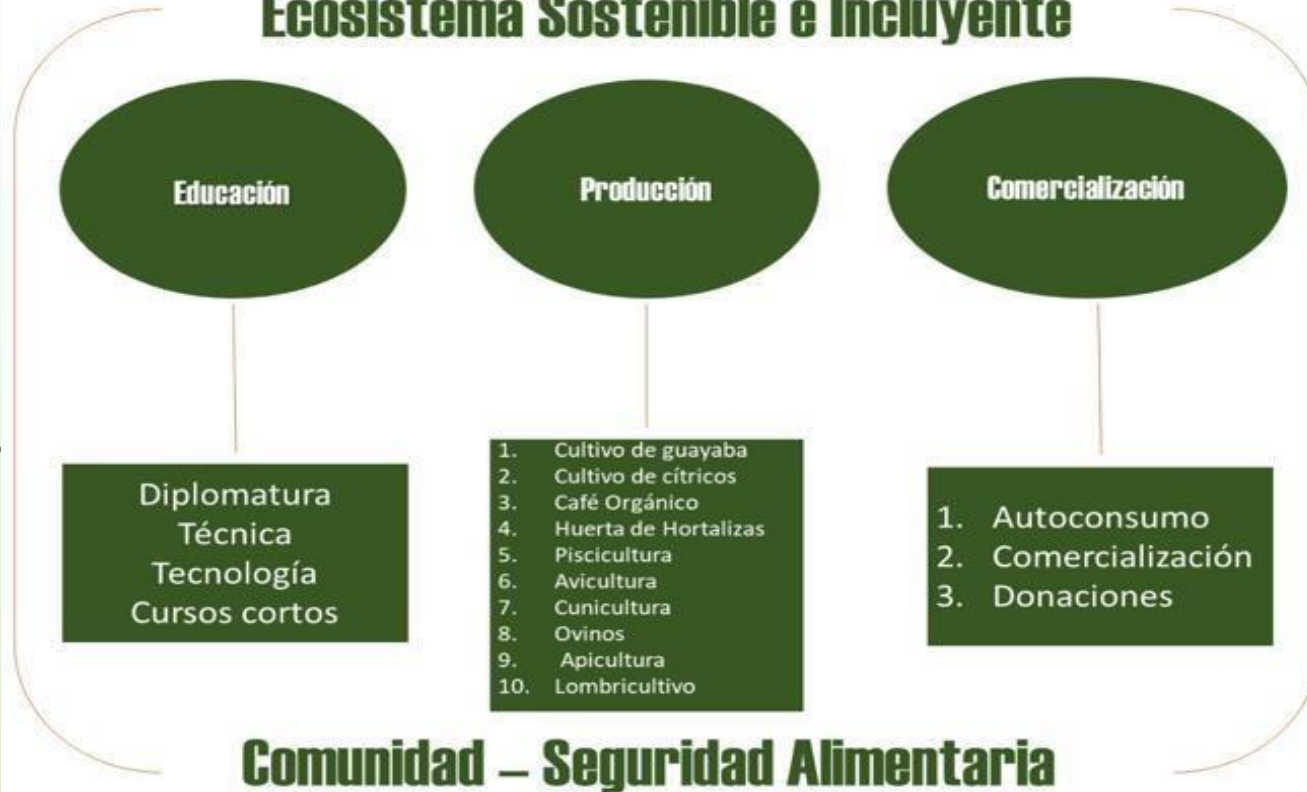 Ecosistema Sostenible e Incluyente
Educación
Producción
Comercialización
Diplomatura
Técnica
Tecnología
Cursos cortos
1. Cultivo de guayaba
2. Cultivo de cítricos
3. Café Orgánico
4. Huerta de Hortalizas
5. Piscicultura
6. Avicultura
7. Cunicultura
8. Ovinos
9. Apicultura
10. Lombricultivo
1. Autoconsumo
2. Comercialización
3. Donaciones
Comunidad – Seguridad Alimentaria